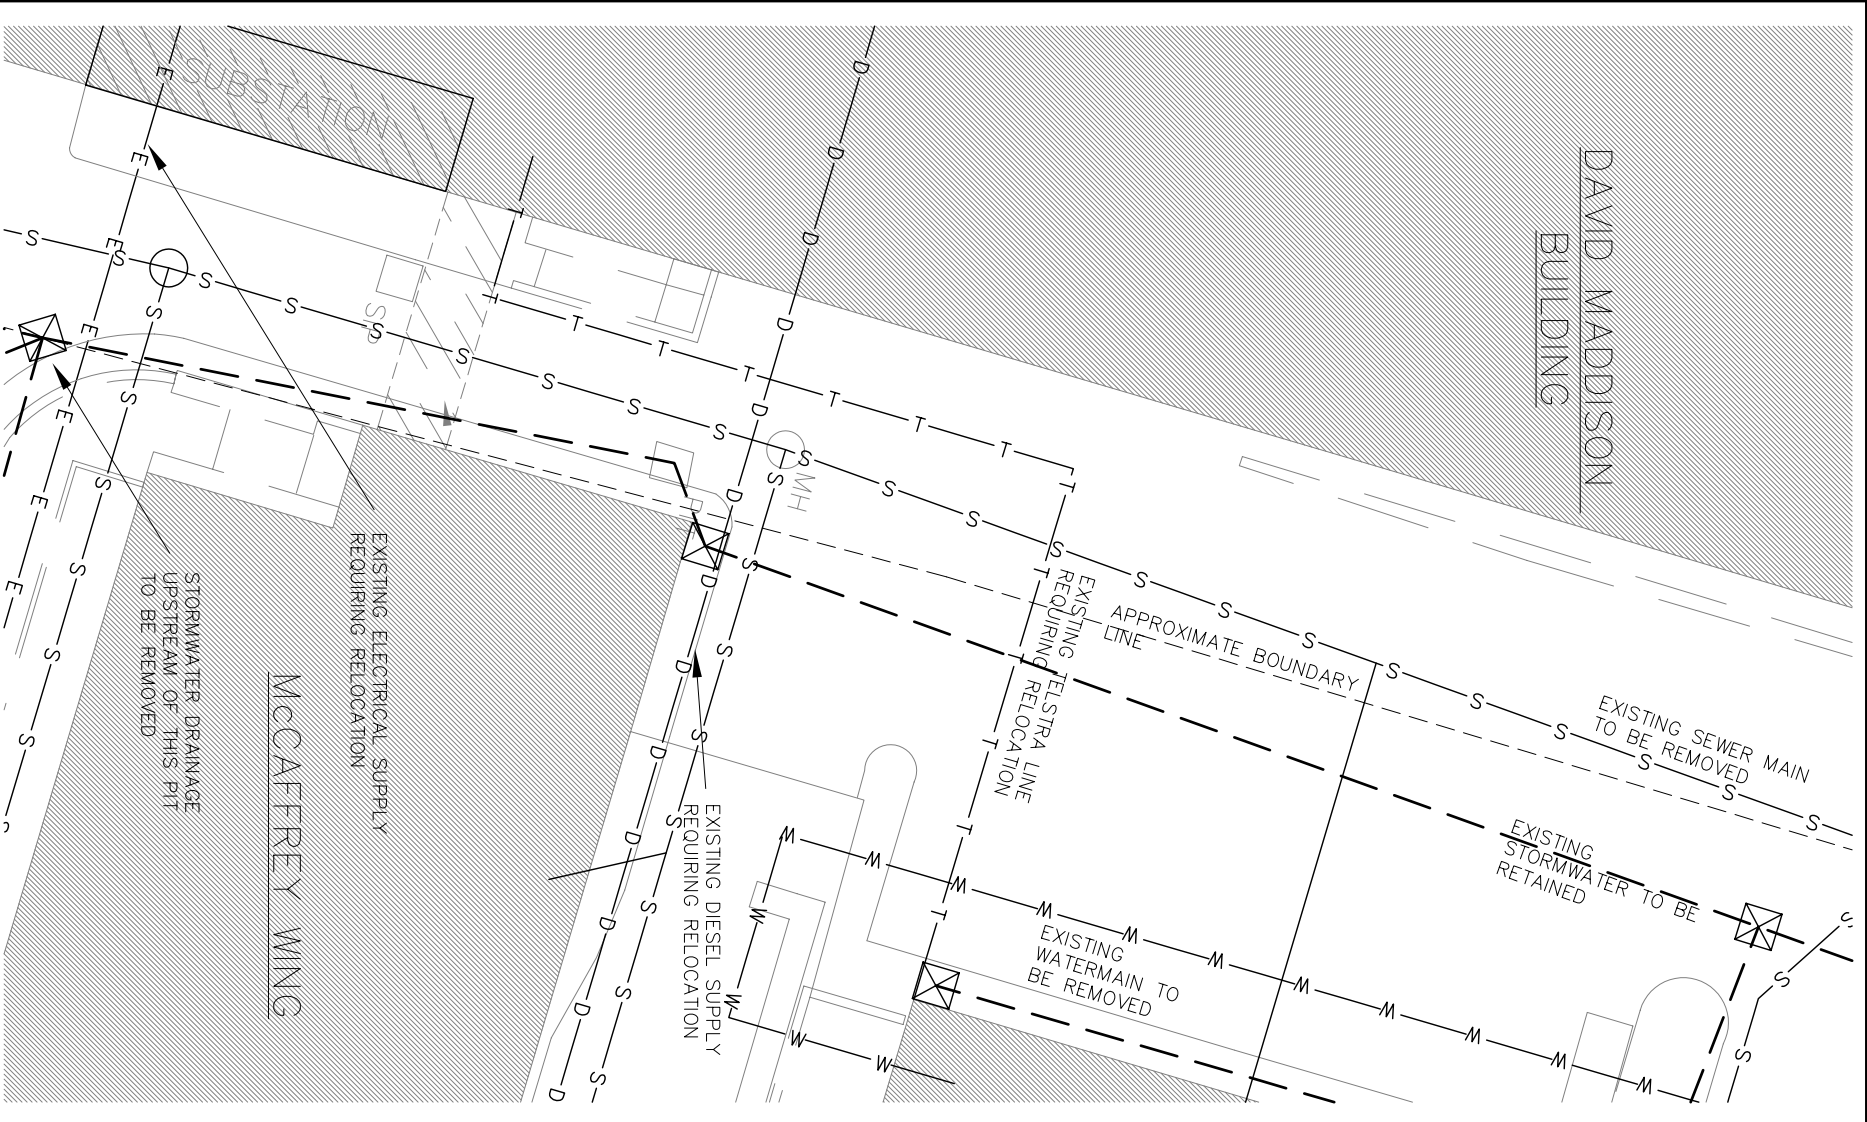 DAVID MADDISON
BUILDING
SUBSTATION
MH
EXISTING ELECTRICAL SUPPLY
REQUIRING RELOCATION
STORMWATER DRAINAGE
UPSTREAM OF THIS PIT
TO BE REMOVED
McCAFFREY WING
EXISTING DIESEL SUPPLY
REQUIRING RELOCATION
EXISTING TELSTRA LINE
REQUIRING RELOCATION
APPROXIMATE BOUNDARY
LINE
EXISTING SEWER MAIN
TO BE REMOVED
EXISTING
STORMWATER TO BE
RETAINED
EXISTING
WATERMAIN TO
BE REMOVED